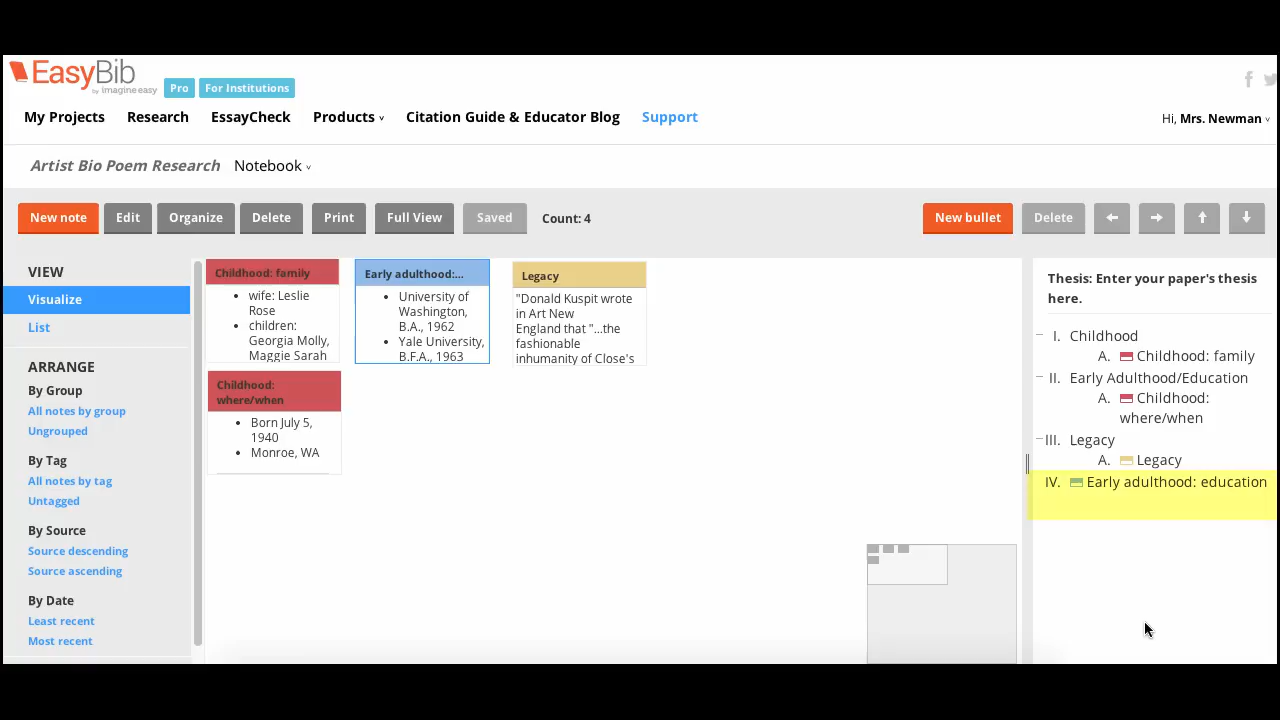 EasyBib
by imagine easy
Pro
For Institutions
My Projects
Research
EssayCheck
Products v
Citation Guide & Educator Blog
Support
Hi, Mrs. Newman v
Artist Bio Poem Research
Notebook v
New note
Edit
Organize
Delete
Print
Full View
Saved
Count: 4
New bullet
Delete
VIEW
Visualize
List
ARRANGE
By Group
All notes by group
Ungrouped
By Tag
All notes by tag
Untagged
By Source
Source descending
Source ascending
By Date
Least recent
Most recent
Childhood: family
• wife: Leslie
Rose
• children:
Georgia Molly,
Maggie Sarah
Childhood:
where/when
• Born July 5,
1940
• Monroe, WA
Early adulthood:...
• University of
Washington,
B.A., 1962
• Yale University,
B.F.A., 1963
Legacy
"Donald Kuspit wrote
in Art New
England that "...the
fashionable
inhumanity of Close's
Thesis: Enter your paper's thesis
here.
I. Childhood
A. Childhood: family
II. Early Adulthood/Education
A. Childhood:
where/when
III. Legacy
A. Legacy
IV. Early adulthood: education